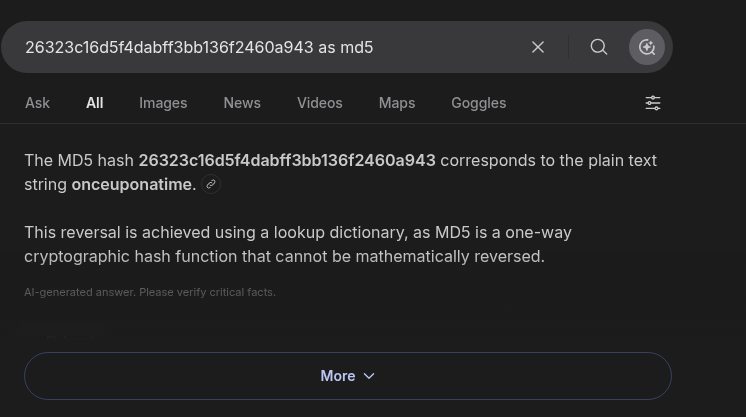 26323c16d5f4dabff3bb136f2460a943 as md5
Ask All Images News Videos Maps Goggles
The MD5 hash 26323c16d5f4dabff3bb136f2460a943 corresponds to the plain text
string onceuponatime.
This reversal is achieved using a lookup dictionary, as MD5 is a one-way
cryptographic hash function that cannot be mathematically reversed.
AI-generated answer. Please verify critical facts.
More